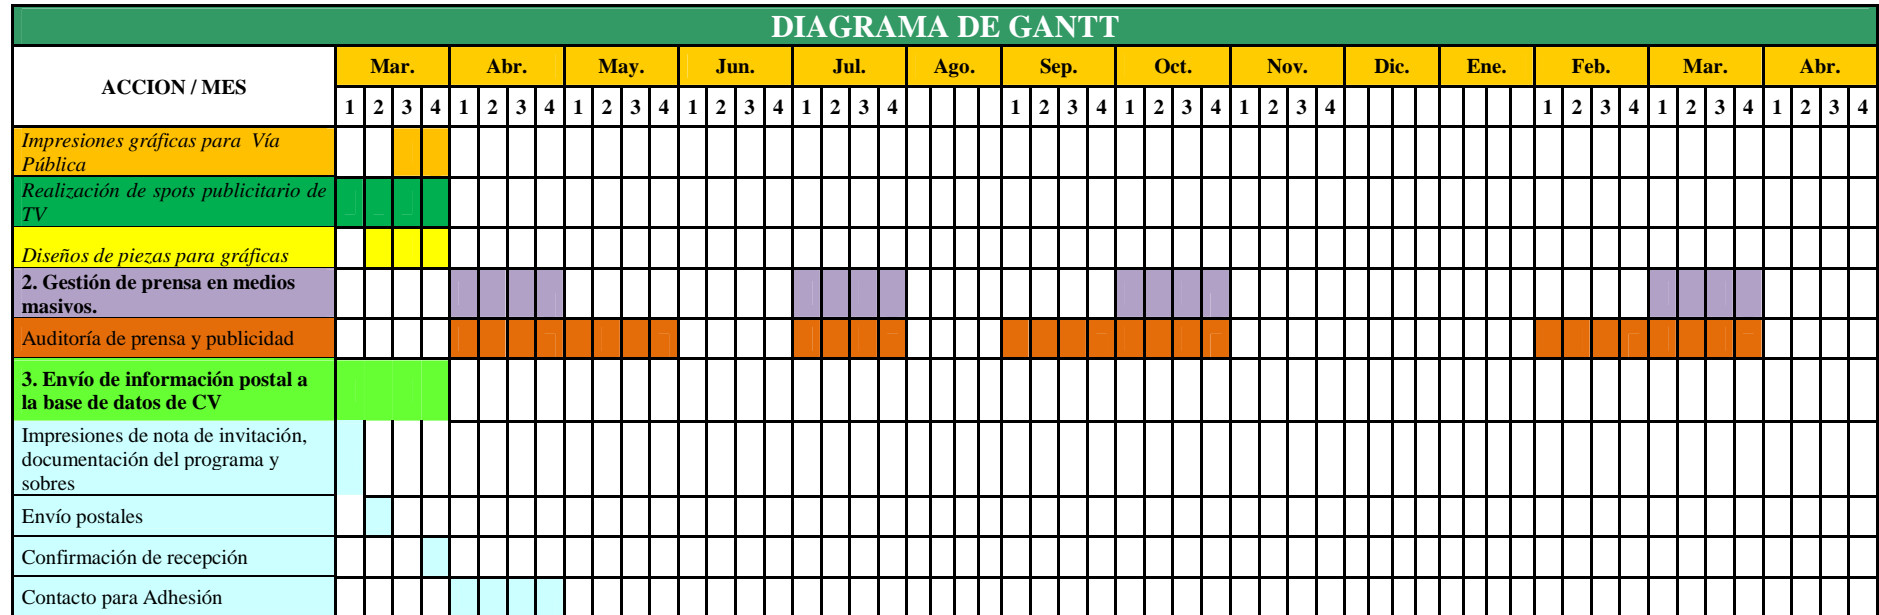 DIAGRAMA DE GANTT
ACCION / MES
Mar. Abr. May. Jun. Jul. Ago. Sep. Oct. Nov. Dic. Ene. Feb. Mar. Abr.
1 2 3 4 1 2 3 4 1 2 3 4 1 2 3 4 1 2 3 4 1 2 3 4 1 2 3 4 1 2 3 4 1 2 3 4 1 2 3 4 1 2 3 4
Impresiones gráficas para Vía
Pública
Realización de spots publicitario de
TV
Diseños de piezas para gráficas
2. Gestión de prensa en medios
masivos.
Auditoría de prensa y publicidad
3. Envío de información postal a
la base de datos de CV
Impresiones de nota de invitación,
documentación del programa y
sobres
Envío postales
Confirmación de recepción
Contacto para Adhesión